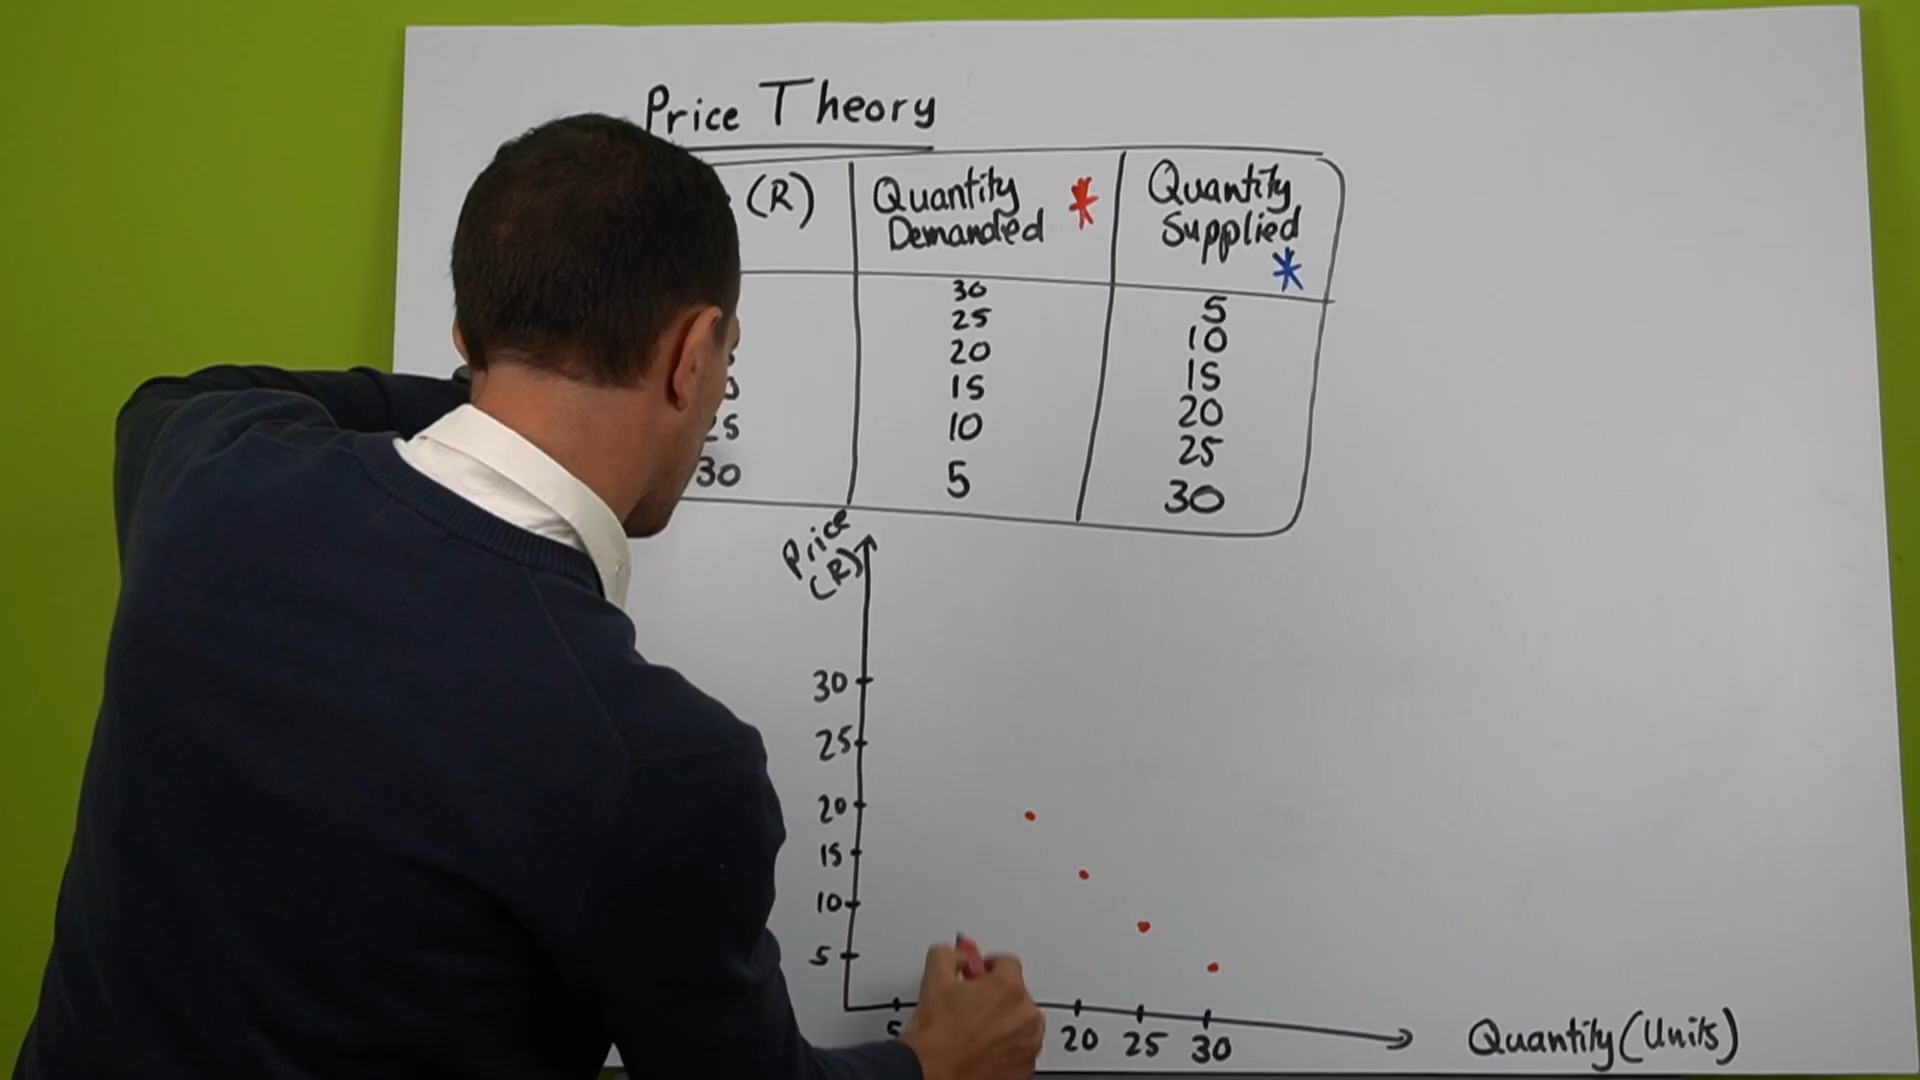 Price Theory
(R) Quantity Demanded * Quantity Supplied *
30 5
25 10
20 15
15 20
25 10 25
30 5 30
Price
(R)
30
25
20
15
10
5
5 20 25 30
Quantity (Units)